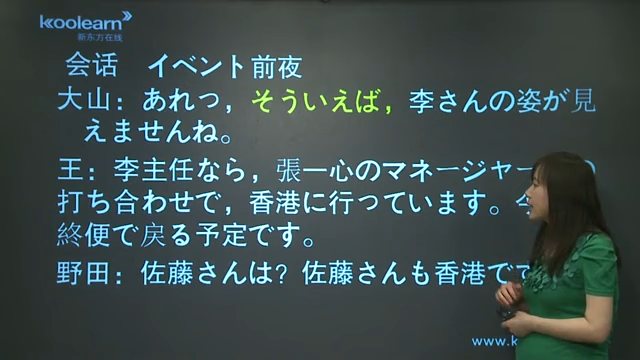 koolearn
新东方在线
会话　イベント前夜
大山：あれっ，そういえば，李さんの姿が見
えませんね。
王：李主任なら，張一心のマネージャー
打ち合わせで，香港に行っています。
終便で戻る予定です。
野田：佐藤さんは？佐藤さんも香港で
www.k